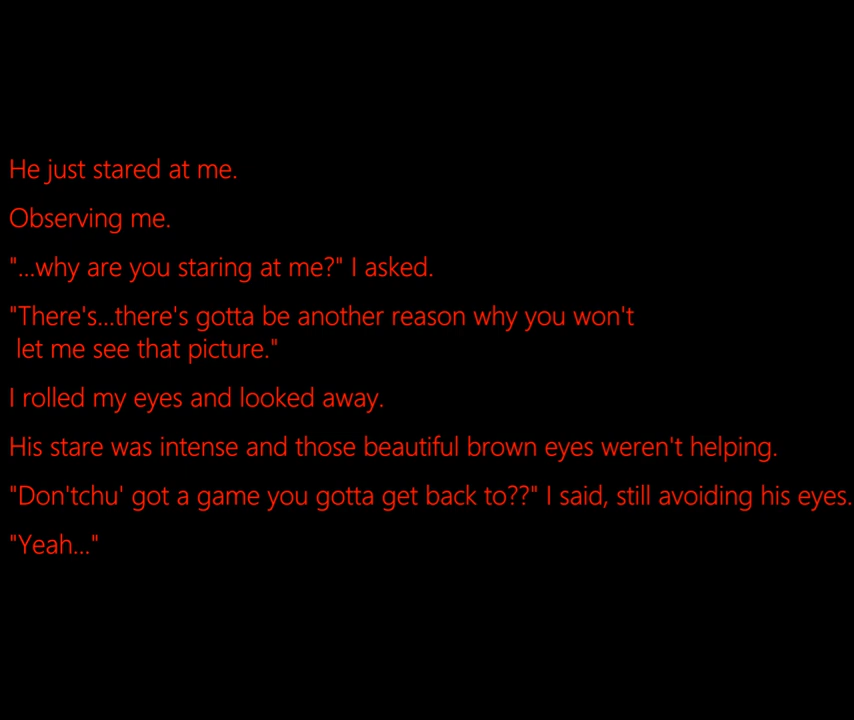 He just stared at me.
Observing me.
"...why are you staring at me?" I asked.
"There's...there's gotta be another reason why you won't
let me see that picture."
I rolled my eyes and looked away.
His stare was intense and those beautiful brown eyes weren't helping.
"Don'tchu' got a game you gotta get back to??" I said, still avoiding his eyes.
"Yeah..."